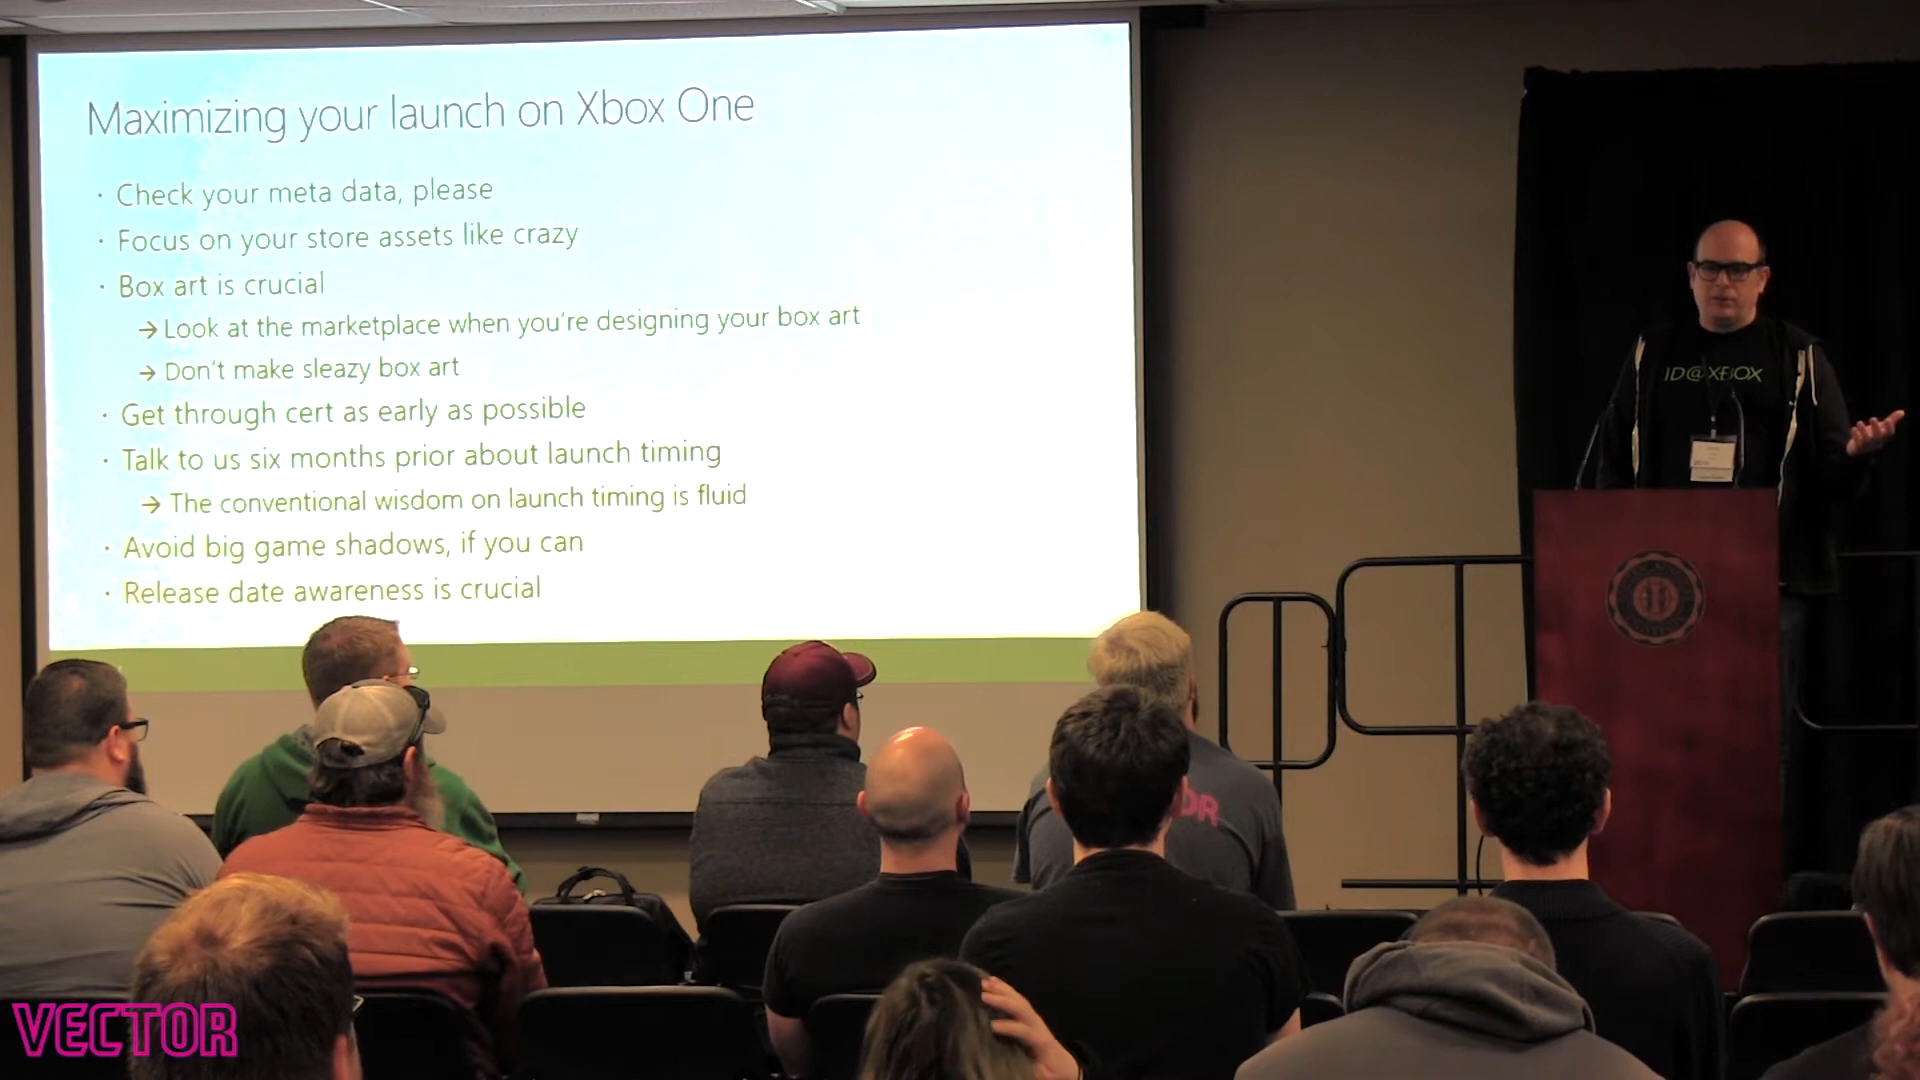 Maximizing your launch on Xbox One
· Check your meta data, please
· Focus on your store assets like crazy
· Box art is crucial
→ Look at the marketplace when you're designing your box art
→ Don't make sleazy box art
· Get through cert as early as possible
· Talk to us six months prior about launch timing
→ The conventional wisdom on launch timing is fluid
· Avoid big game shadows, if you can
· Release date awareness is crucial
ID@XBOX
OR
VECTOR